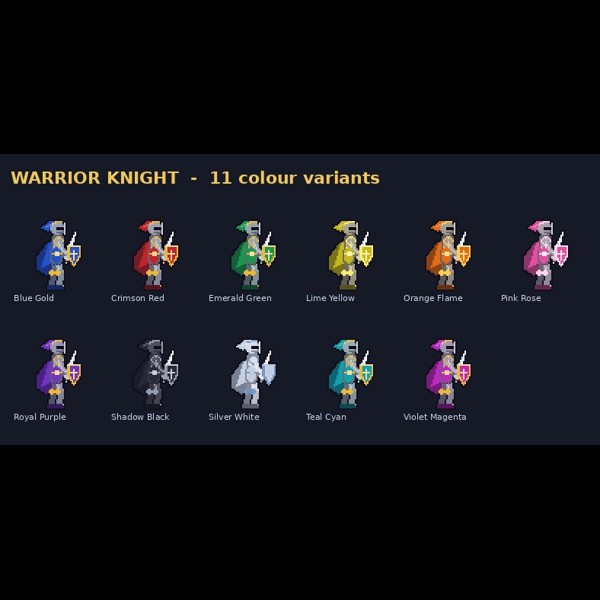 WARRIOR KNIGHT - 11 colour variants
Blue Gold
Crimson Red
Emerald Green
Lime Yellow
Orange Flame
Pink Rose
Royal Purple
Shadow Black
Silver White
Teal Cyan
Violet Magenta